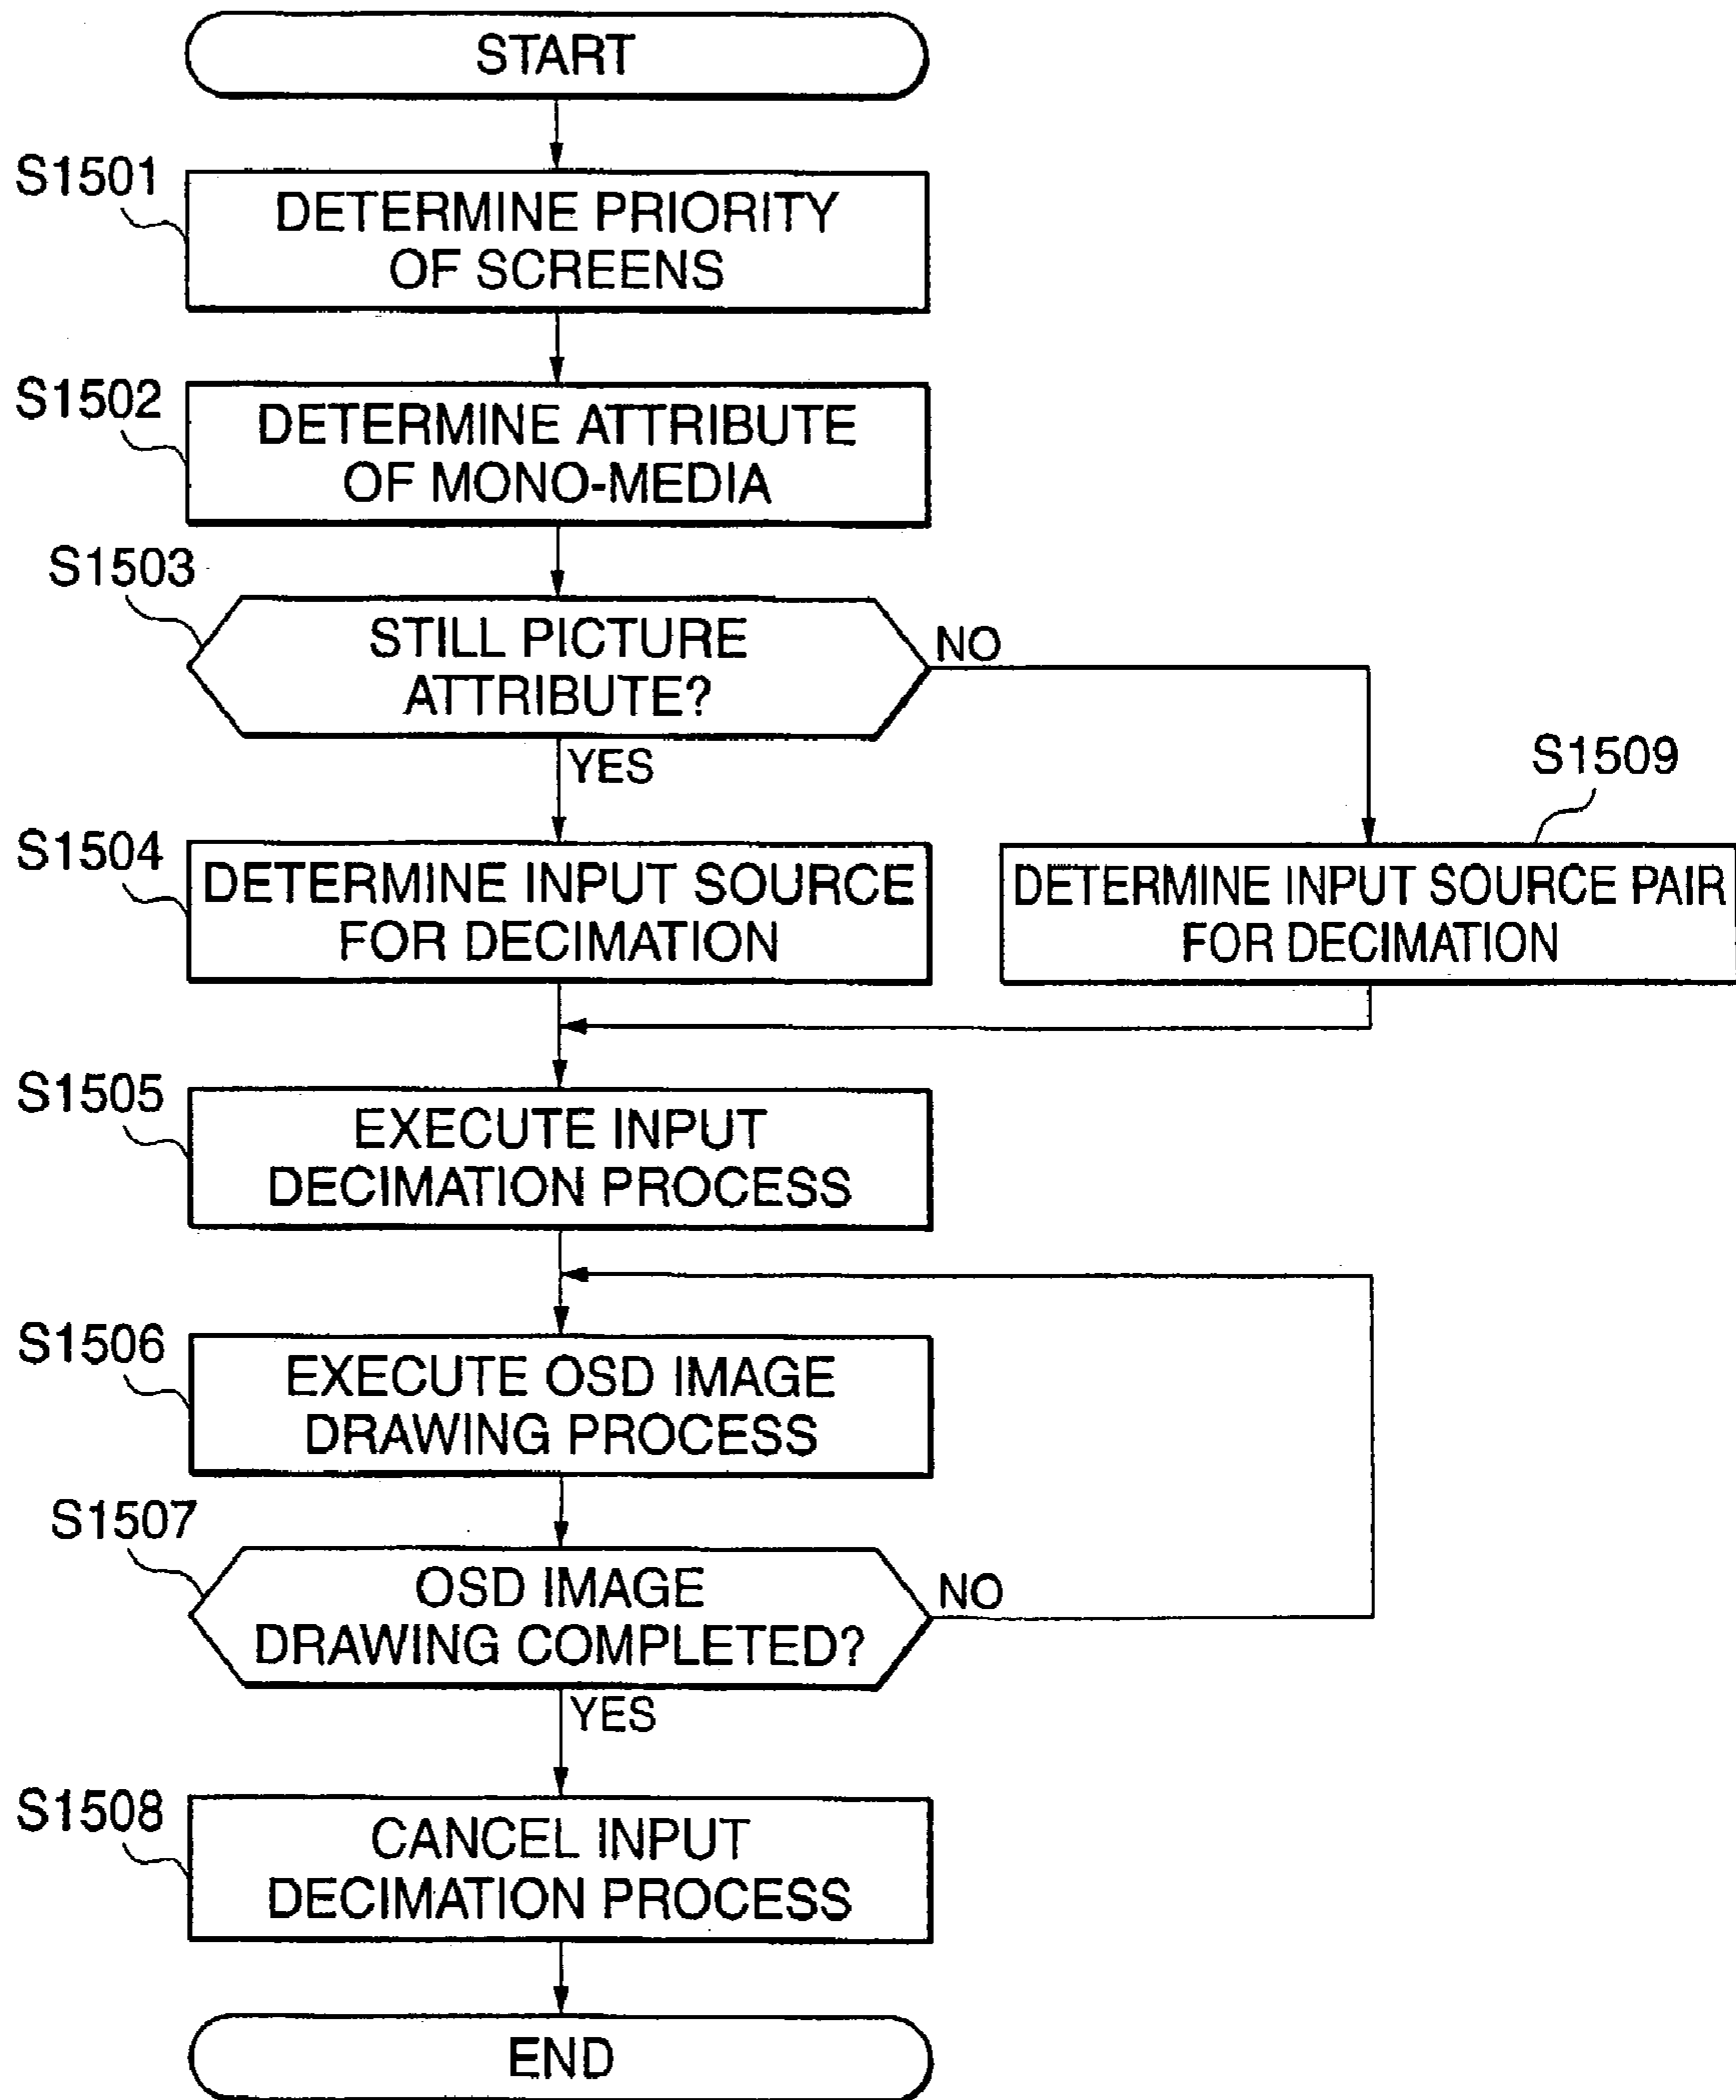 START
S1501
DETERMINE PRIORITY
OF SCREENS
S1502
DETERMINE ATTRIBUTE
OF MONO-MEDIA
S1503
STILL PICTURE
ATTRIBUTE?
NO
YES
S1504
DETERMINE INPUT SOURCE
FOR DECIMATION
S1509
DETERMINE INPUT SOURCE PAIR
FOR DECIMATION
S1505
EXECUTE INPUT
DECIMATION PROCESS
S1506
EXECUTE OSD IMAGE
DRAWING PROCESS
S1507
OSD IMAGE
DRAWING COMPLETED?
NO
YES
S1508
CANCEL INPUT
DECIMATION PROCESS
END